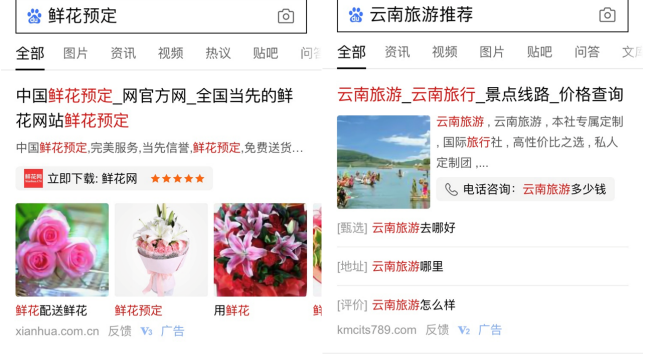 鲜花预定
全部 图片 资讯 视频 热议 贴吧 问答
中国鲜花预定_网官方网_全国当先的鲜
花网站鲜花预定
中国鲜花预定,完美服务,当先信誉,鲜花预定,免费送货...
鲜花网 立即下载: 鲜花网
鲜花配送鲜花 鲜花预定 用鲜花
xianhua.com.cn 反馈 V3 广告
云南旅游推荐
全部 资讯 视频 图片 贴吧 问答 文库
云南旅游_云南旅行_景点线路_价格查询
云南旅游 , 云南旅游 , 本社专属定制
, 国际旅行社 , 高性价比之选 , 私人
定制团 ,...
电话咨询: 云南旅游多少钱
[甄选] 云南旅游去哪好
[地址] 云南旅游哪里
[评价] 云南旅游怎么样
kmcits789.com 反馈 V2 广告